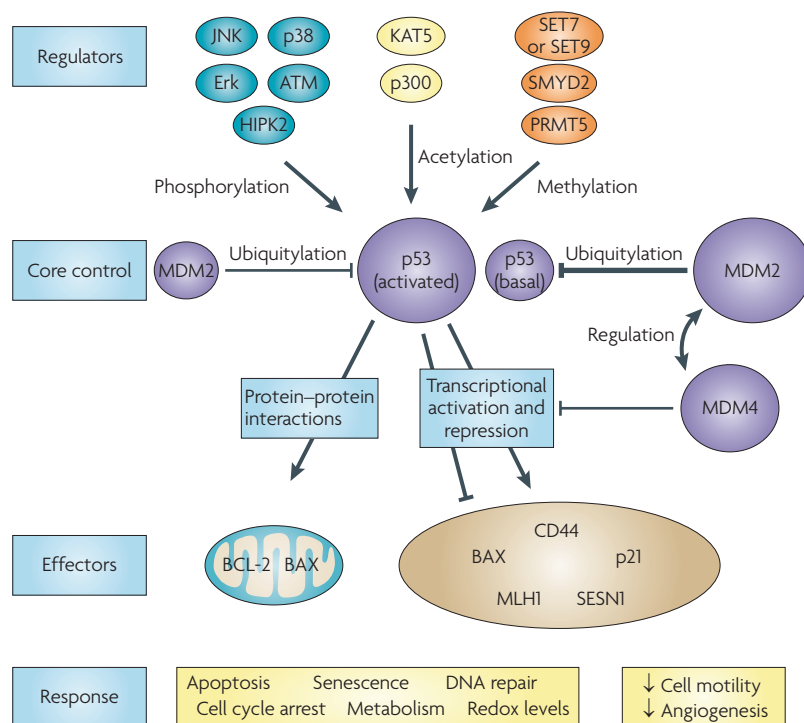 Regulators
JNK
p38
Erk
ATM
HIPK2
KAT5
p300
SET7
or SET9
SMYD2
PRMT5
Phosphorylation
Acetylation
Methylation
Core control
MDM2
Ubiquitylation
p53
(activated)
p53
(basal)
Ubiquitylation
MDM2
Regulation
MDM4
Protein–protein
interactions
Transcriptional
activation and
repression
Effectors
BCL-2 BAX
CD44
BAX
p21
MLH1
SESN1
Response
Apoptosis Senescence DNA repair
Cell cycle arrest Metabolism Redox levels
↓ Cell motility
↓ Angiogenesis